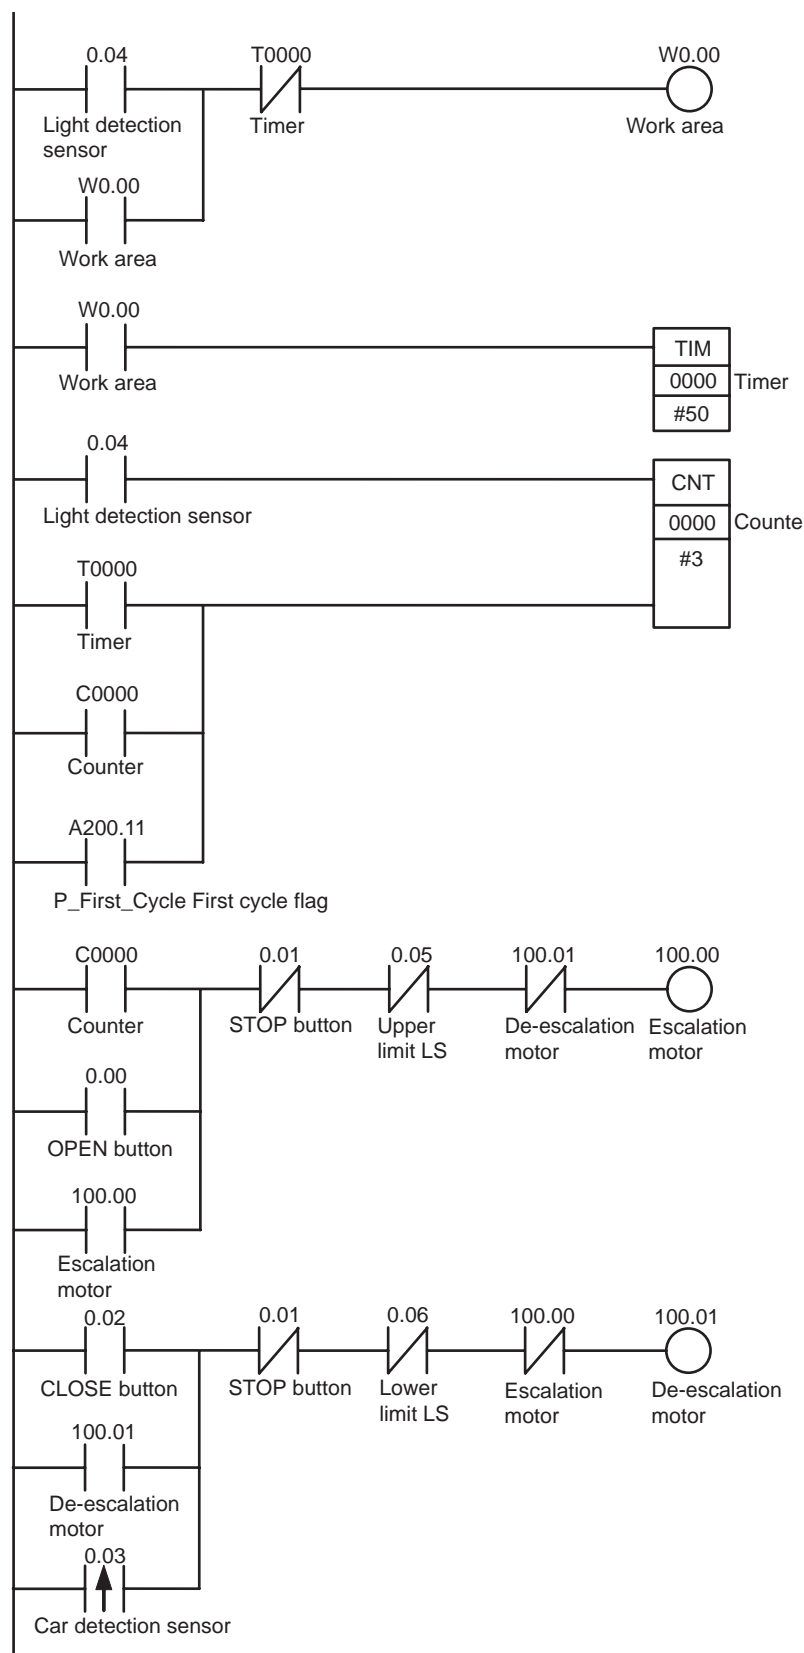 0.04 T0000 W0.00
Light detection
sensor
Timer
Work area
W0.00
Work area
W0.00
Work area
TIM
0000 Timer
#50
0.04
Light detection sensor
CNT
0000 Counte
#3
T0000
Timer
C0000
Counter
A200.11
P_First_Cycle First cycle flag
C0000 0.01 0.05 100.01 100.00
Counter
STOP button
Upper
limit LS
De-escalation
motor
Escalation
motor
0.00
OPEN button
100.00
Escalation
motor
0.02 0.01 0.06 100.00 100.01
CLOSE button
STOP button
Lower
limit LS
Escalation
motor
De-escalation
motor
100.01
De-escalation
motor
0.03
Car detection sensor